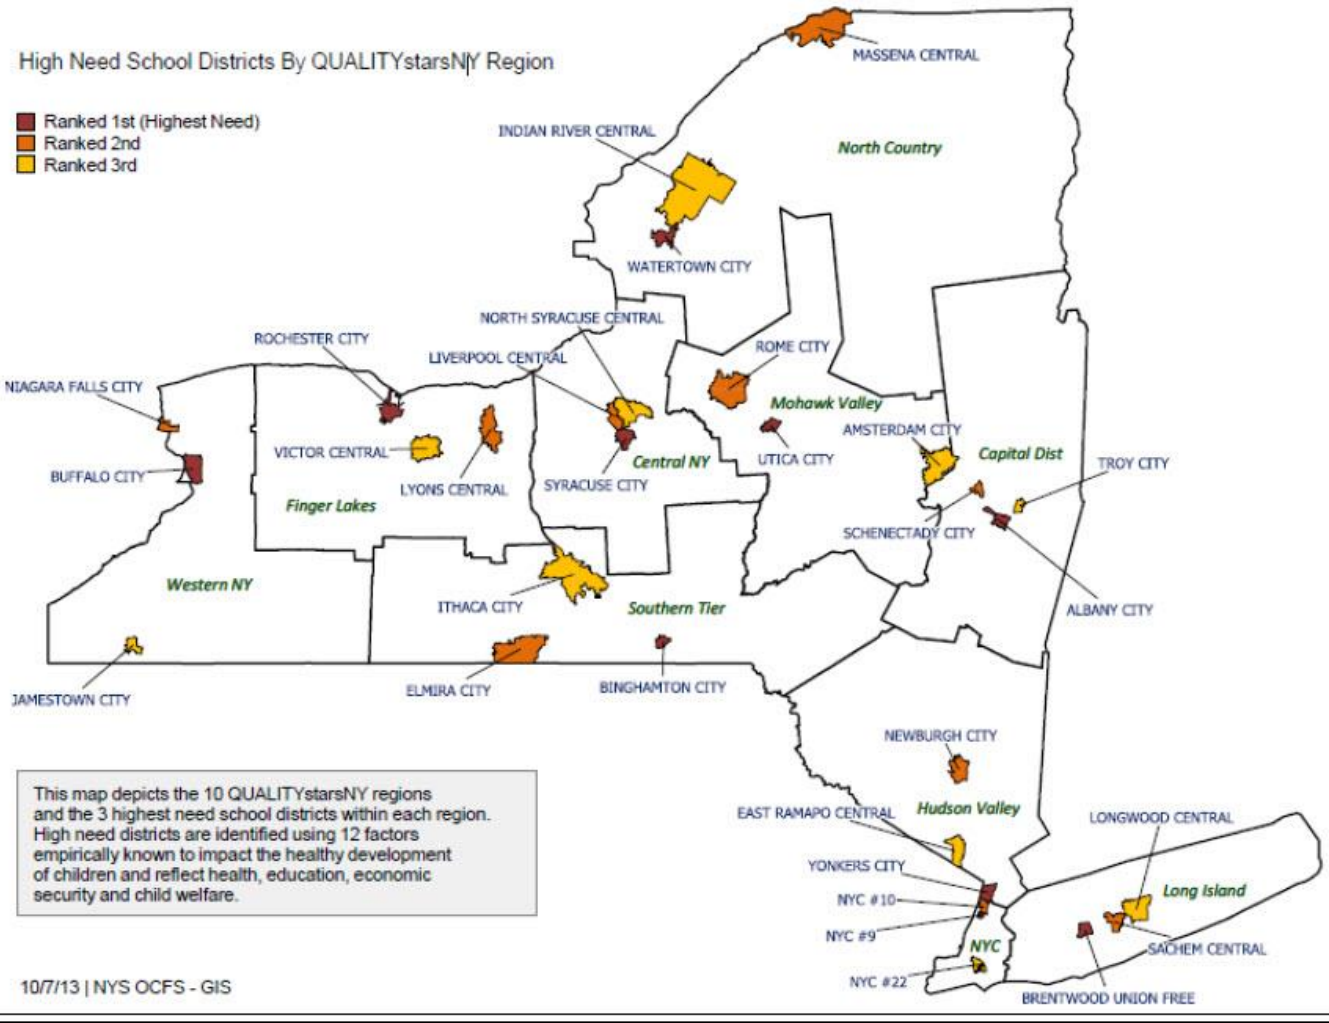 High Need School Districts By QUALITYstarsNY Region
Ranked 1st (Highest Need)
Ranked 2nd
Ranked 3rd
MASSENA CENTRAL
INDIAN RIVER CENTRAL
North Country
WATERTOWN CITY
NORTH SYRACUSE CENTRAL
ROCHESTER CITY
LIVERPOOL CENTRAL
ROME CITY
NIAGARA FALLS CITY
Mohawk Valley
AMSTERDAM CITY
VICTOR CENTRAL
Central NY
UTICA CITY
Capital Dist
TROY CITY
BUFFALO CITY
LYONS CENTRAL
SYRACUSE CITY
Finger Lakes
SCHENECTADY CITY
Western NY
ITHACA CITY
Southern Tier
ALBANY CITY
JAMESTOWN CITY
ELMIRA CITY
BINGHAMTON CITY
NEWBURGH CITY
This map depicts the 10 QUALITYstarsNY regions
and the 3 highest need school districts within each region.
High need districts are identified using 12 factors
empirically known to impact the healthy development
of children and reflect health, education, economic
security and child welfare.
EAST RAMAPO CENTRAL
Hudson Valley
LONGWOOD CENTRAL
YONKERS CITY
Long Island
NYC #10
NYC #9
NYC
SACHEM CENTRAL
NYC #22
BRENTWOOD UNION FREE
10/7/13 | NYS OCFS - GIS